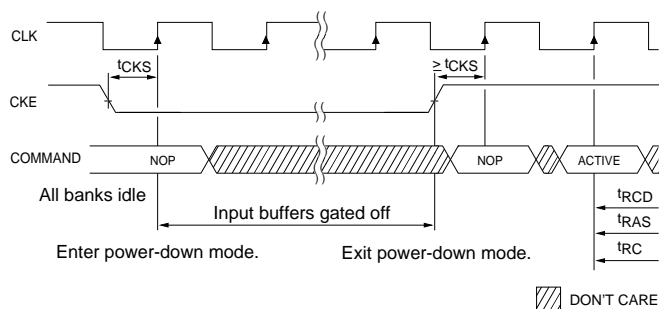 CLK
tCKS
≥ tCKS
CKE
COMMAND
NOP
NOP
ACTIVE
All banks idle
Input buffers gated off
tRCD
Enter power-down mode.
Exit power-down mode.
tRAS
tRC
DON'T CARE